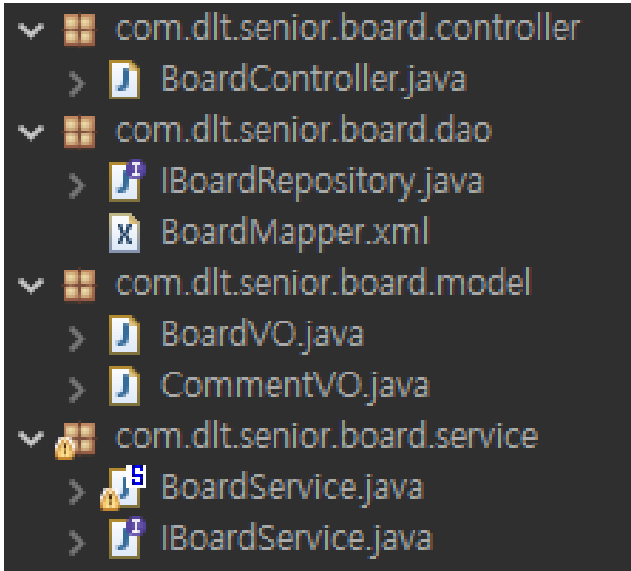 com.dlt.senior.board.controller
BoardController.java
com.dlt.senior.board.dao
IBoardRepository.java
BoardMapper.xml
com.dlt.senior.board.model
BoardVO.java
CommentVO.java
com.dlt.senior.board.service
BoardService.java
IBoardService.java